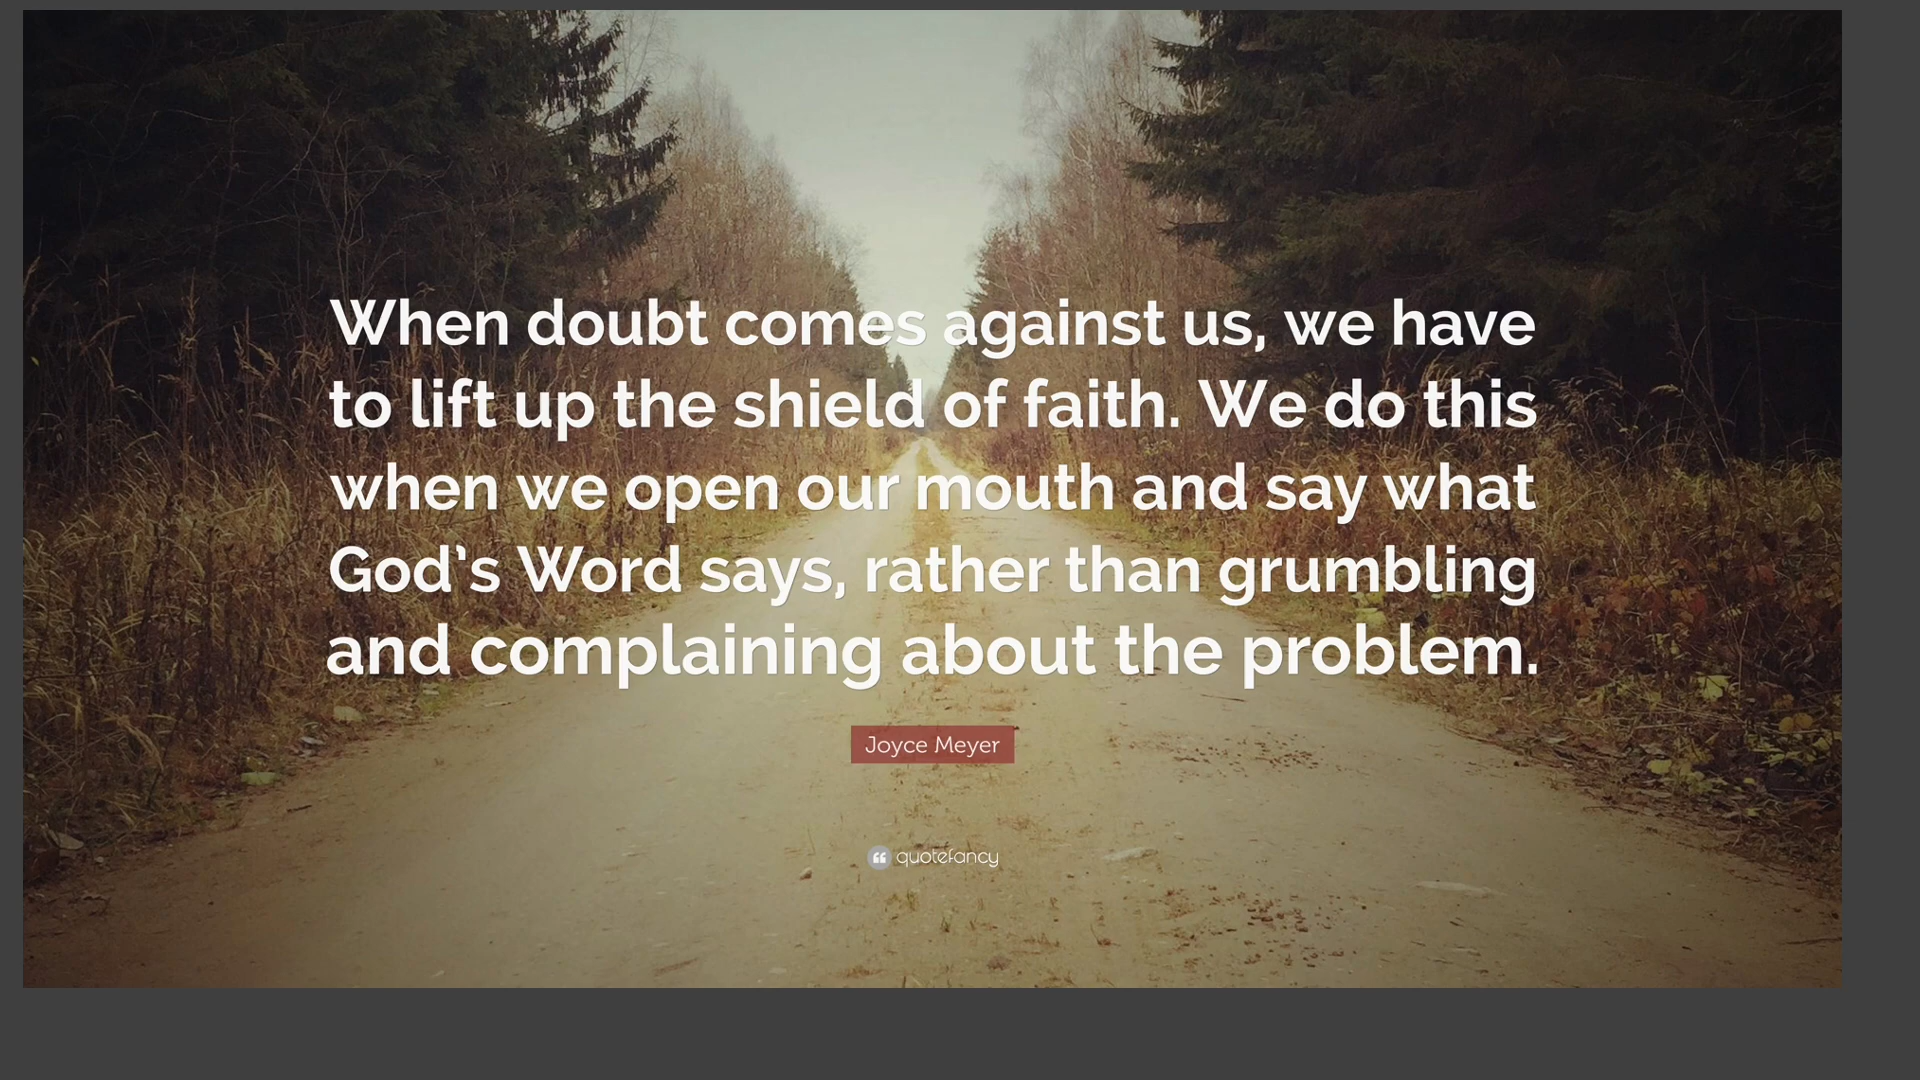 When doubt comes against us, we have
to lift up the shield of faith. We do this
when we open our mouth and say what
God’s Word says, rather than grumbling
and complaining about the problem.
Joyce Meyer
quotefancy